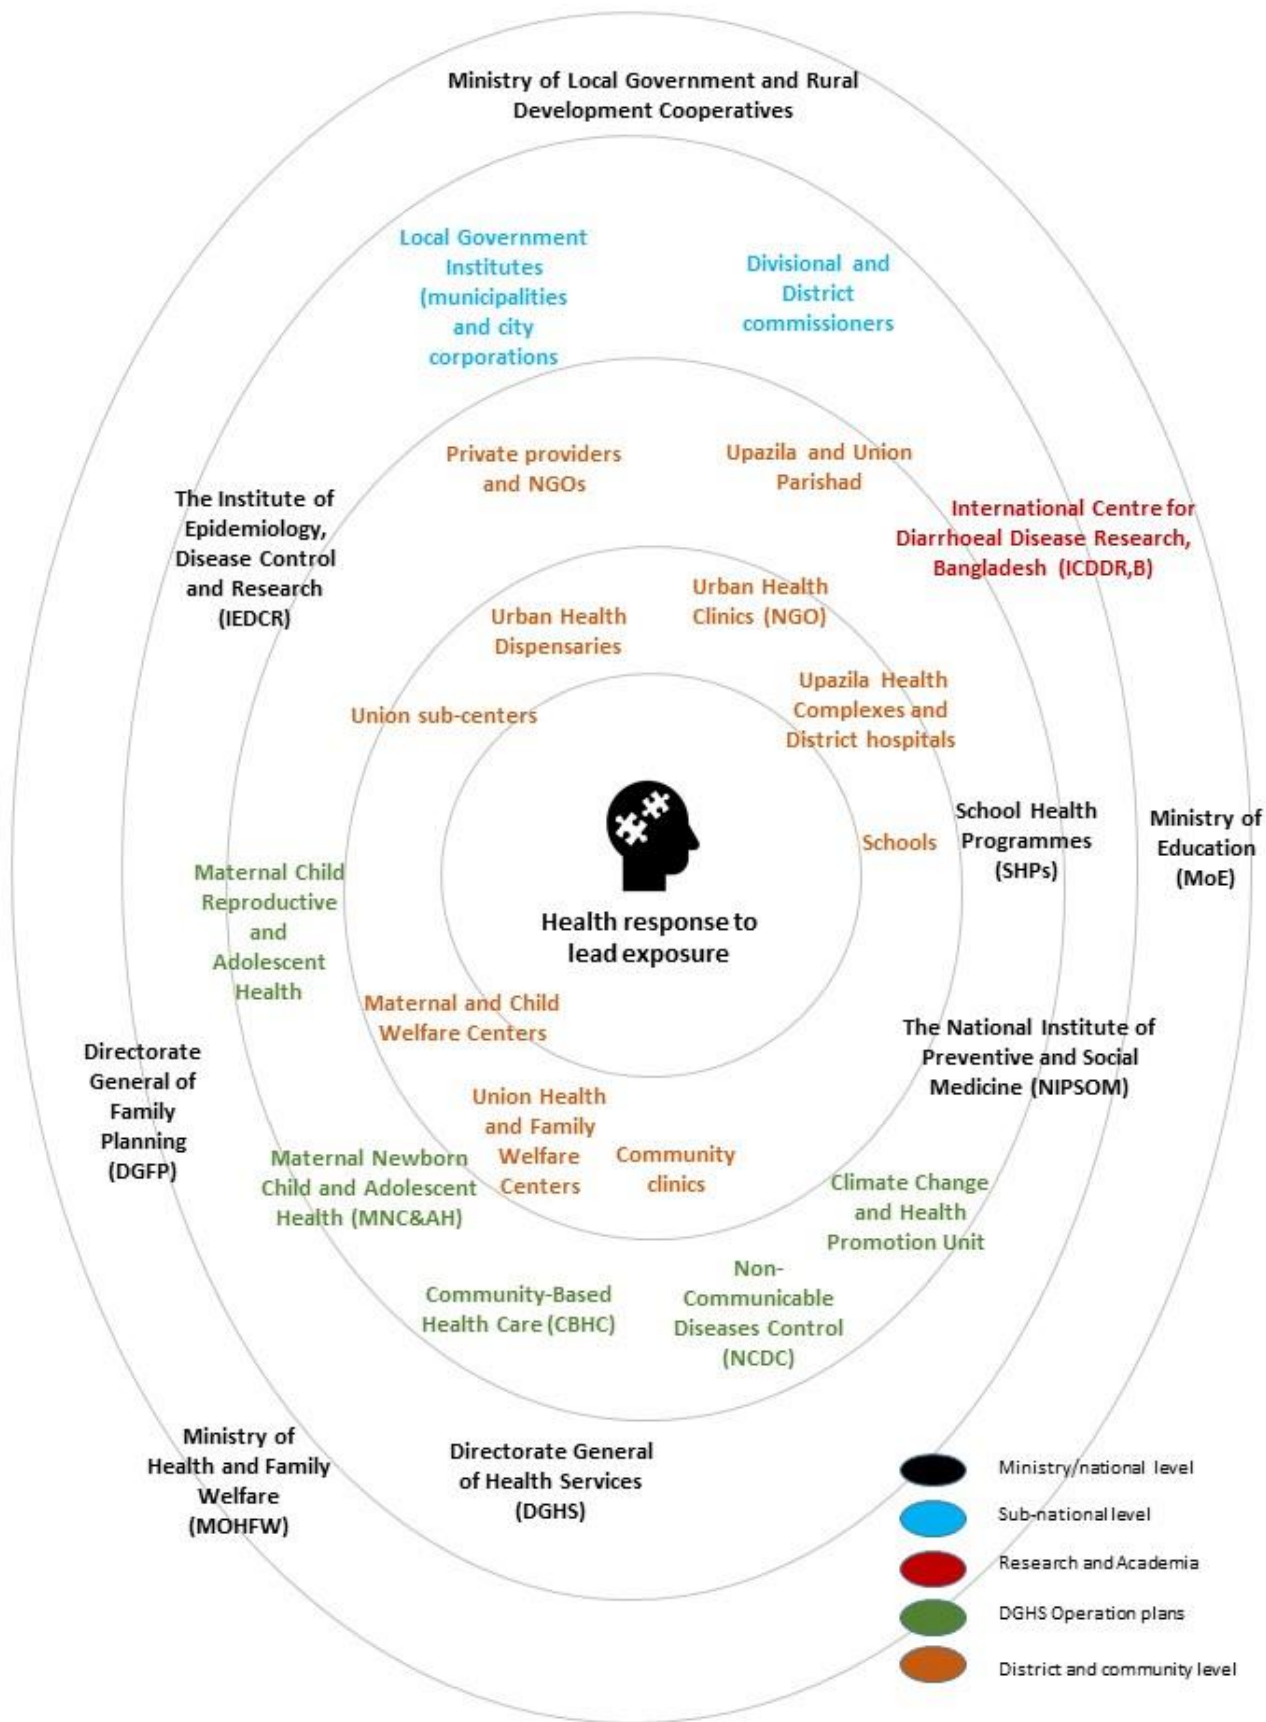 Ministry of Local Government and Rural
Development Cooperatives
Local Government
Institutes
(municipalities
and city
corporations
Divisional and
District
commissioners
Private providers
and NGOs
Upazila and Union
Parishad
The Institute of
Epidemiology,
Disease Control
and Research
(IEDCR)
International Centre for
Diarrhoeal Disease Research,
Bangladesh (ICDDR,B)
Urban Health
Dispensaries
Urban Health
Clinics (NGO)
Union sub-centers
Upazila Health
Complexes and
District hospitals
Schools
School Health
Programmes
(SHPs)
Ministry of
Education
(MoE)
Maternal Child
Reproductive
and
Adolescent
Health
Health response to
lead exposure
Maternal and Child
Welfare Centers
The National Institute of
Preventive and Social
Medicine (NIPSOM)
Directorate
General of
Family
Planning
(DGFP)
Union Health
and Family
Welfare
Centers
Community
clinics
Maternal Newborn
Child and Adolescent
Health (MNC&AH)
Climate Change
and Health
Promotion Unit
Community-Based
Health Care (CBHC)
Non-
Communicable
Diseases Control
(NCDC)
Ministry of
Health and Family
Welfare
(MOHFW)
Directorate General
of Health Services
(DGHS)
Ministry/national level
Sub-national level
Research and Academia
DGHS Operation plans
District and community level